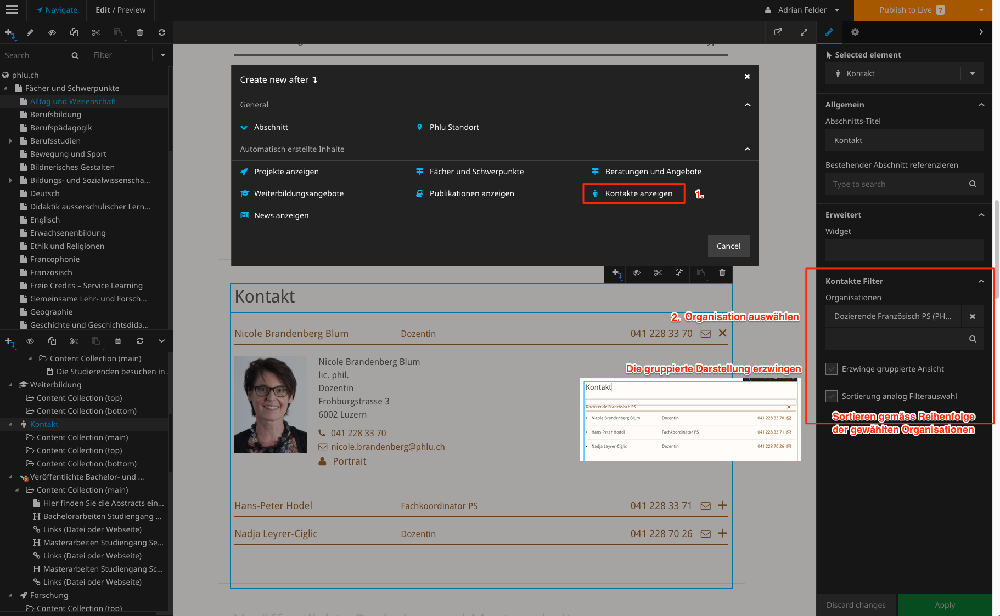 Navigate
Edit / Preview
Adrian Felder
Publish to Live 7
Search
Filter
phlu.ch
Fächer und Schwerpunkte
Alltag und Wissenschaft
Berufsbildung
Berufspädagogik
Berufsstudien
Bewegung und Sport
Bildnerisches Gestalten
Bildungs- und Sozialwissenscha...
Deutsch
Didaktik ausserschulischer Lern...
Englisch
Erwachsenenbildung
Ethik und Religionen
Francophonie
Französisch
Freie Credits – Service Learning
Gemeinsame Lehr- und Forsch...
Geographie
Geschichte und Geschichtsdida...
Content Collection (main)
Die Studierenden besuchen in .
Weiterbildung
Content Collection (top)
Content Collection (bottom)
Kontakt
Content Collection (main)
Content Collection (top)
Content Collection (bottom)
Veröffentlichte Bachelor- und ...
Content Collection (main)
Hier finden Sie die Abstracts ein...
Bachelorarbeiten Studiengang ...
Links (Datei oder Webseite)
Masterarbeiten Studiengang Se...
Links (Datei oder Webseite)
Masterarbeiten Studiengang Sc...
Links (Datei oder Webseite)
Forschung
Content Collection (top)
Create new after
General
Abschnitt
Phlu Standort
Automatisch erstellte Inhalte
Projekte anzeigen
Fächer und Schwerpunkte
Beratungen und Angebote
Weiterbildungsangebote
Publikationen anzeigen
Kontakte anzeigen
1.
News anzeigen
Cancel
Kontakt
2. Organisation auswählen
Nicole Brandenberg Blum
Dozentin
041 228 33 70
Nicole Brandenberg Blum
lic. phil.
Dozentin
Frohburgstrasse 3
6002 Luzern
041 228 33 70
nicole.brandenberg@phlu.ch
Portrait
Die gruppierte Darstellung erzwingen
Kontakt
Dozierende Französisch PS
Nicole Brandenberg Blum
Dozentin
041 228 33 70
Hans-Peter Hodel
Fachkoordinator PS
041 228 33 71
Nadja Leyrer-Ciglic
Dozentin
041 228 70 26
Hans-Peter Hodel
Fachkoordinator PS
041 228 33 71
Nadja Leyrer-Ciglic
Dozentin
041 228 70 26
Selected element
Kontakt
Allgemein
Abschnitts-Titel
Kontakt
Bestehender Abschnitt referenzieren
Type to search
Erweitert
Widget
Kontakte Filter
Organisationen
Dozierende Französisch PS (PH...
Erzwinge gruppierte Ansicht
Sortierung analog Filterauswahl
Sortieren gemäss Reihenfolge
der gewählten Organisationen
Discard changes
Apply